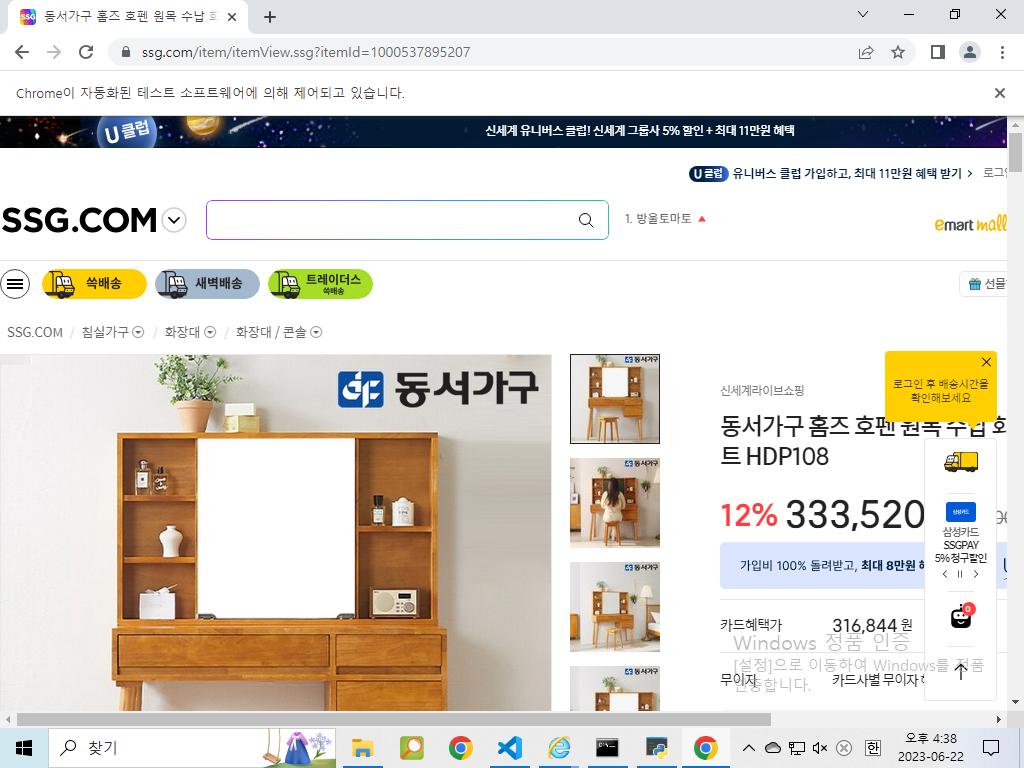 동서가구 홈즈 호펜 원목 수납 화
ssg.com/item/itemView.ssg?itemId=1000537895207
Chrome이 자동화된 테스트 소프트웨어에 의해 제어되고 있습니다.
U 클럽
신세계 유니버스 클럽! 신세계 그룹사 5% 할인 + 최대 11만원 혜택
U 클럽 유니버스 클럽 가입하고, 최대 11만원 혜택 받기 >
로그인
SSG.COM
1. 방울토마토
emart mall
쓱배송
새벽배송
트레이더스
쓱배송
선물
SSG.COM / 침실가구 / 화장대 / 화장대 / 콘솔
동서가구
로그인 후 배송시간을
확인해보세요
신세계라이브쇼핑
동서가구 홈즈 호펜 원목 수납 화
트 HDP108
12% 333,520
삼성카드
삼성카드
SSGPAY
5% 청구할인
가입비 100% 돌려받고, 최대 8만원 혜
0
카드혜택가 316,844 원
무이자 카드사별 무이자
Windows 정품 인증
[설정]으로 이동하여 Windows를 정품
인증합니다.
찾기
한
오후 4:38
2023-06-22